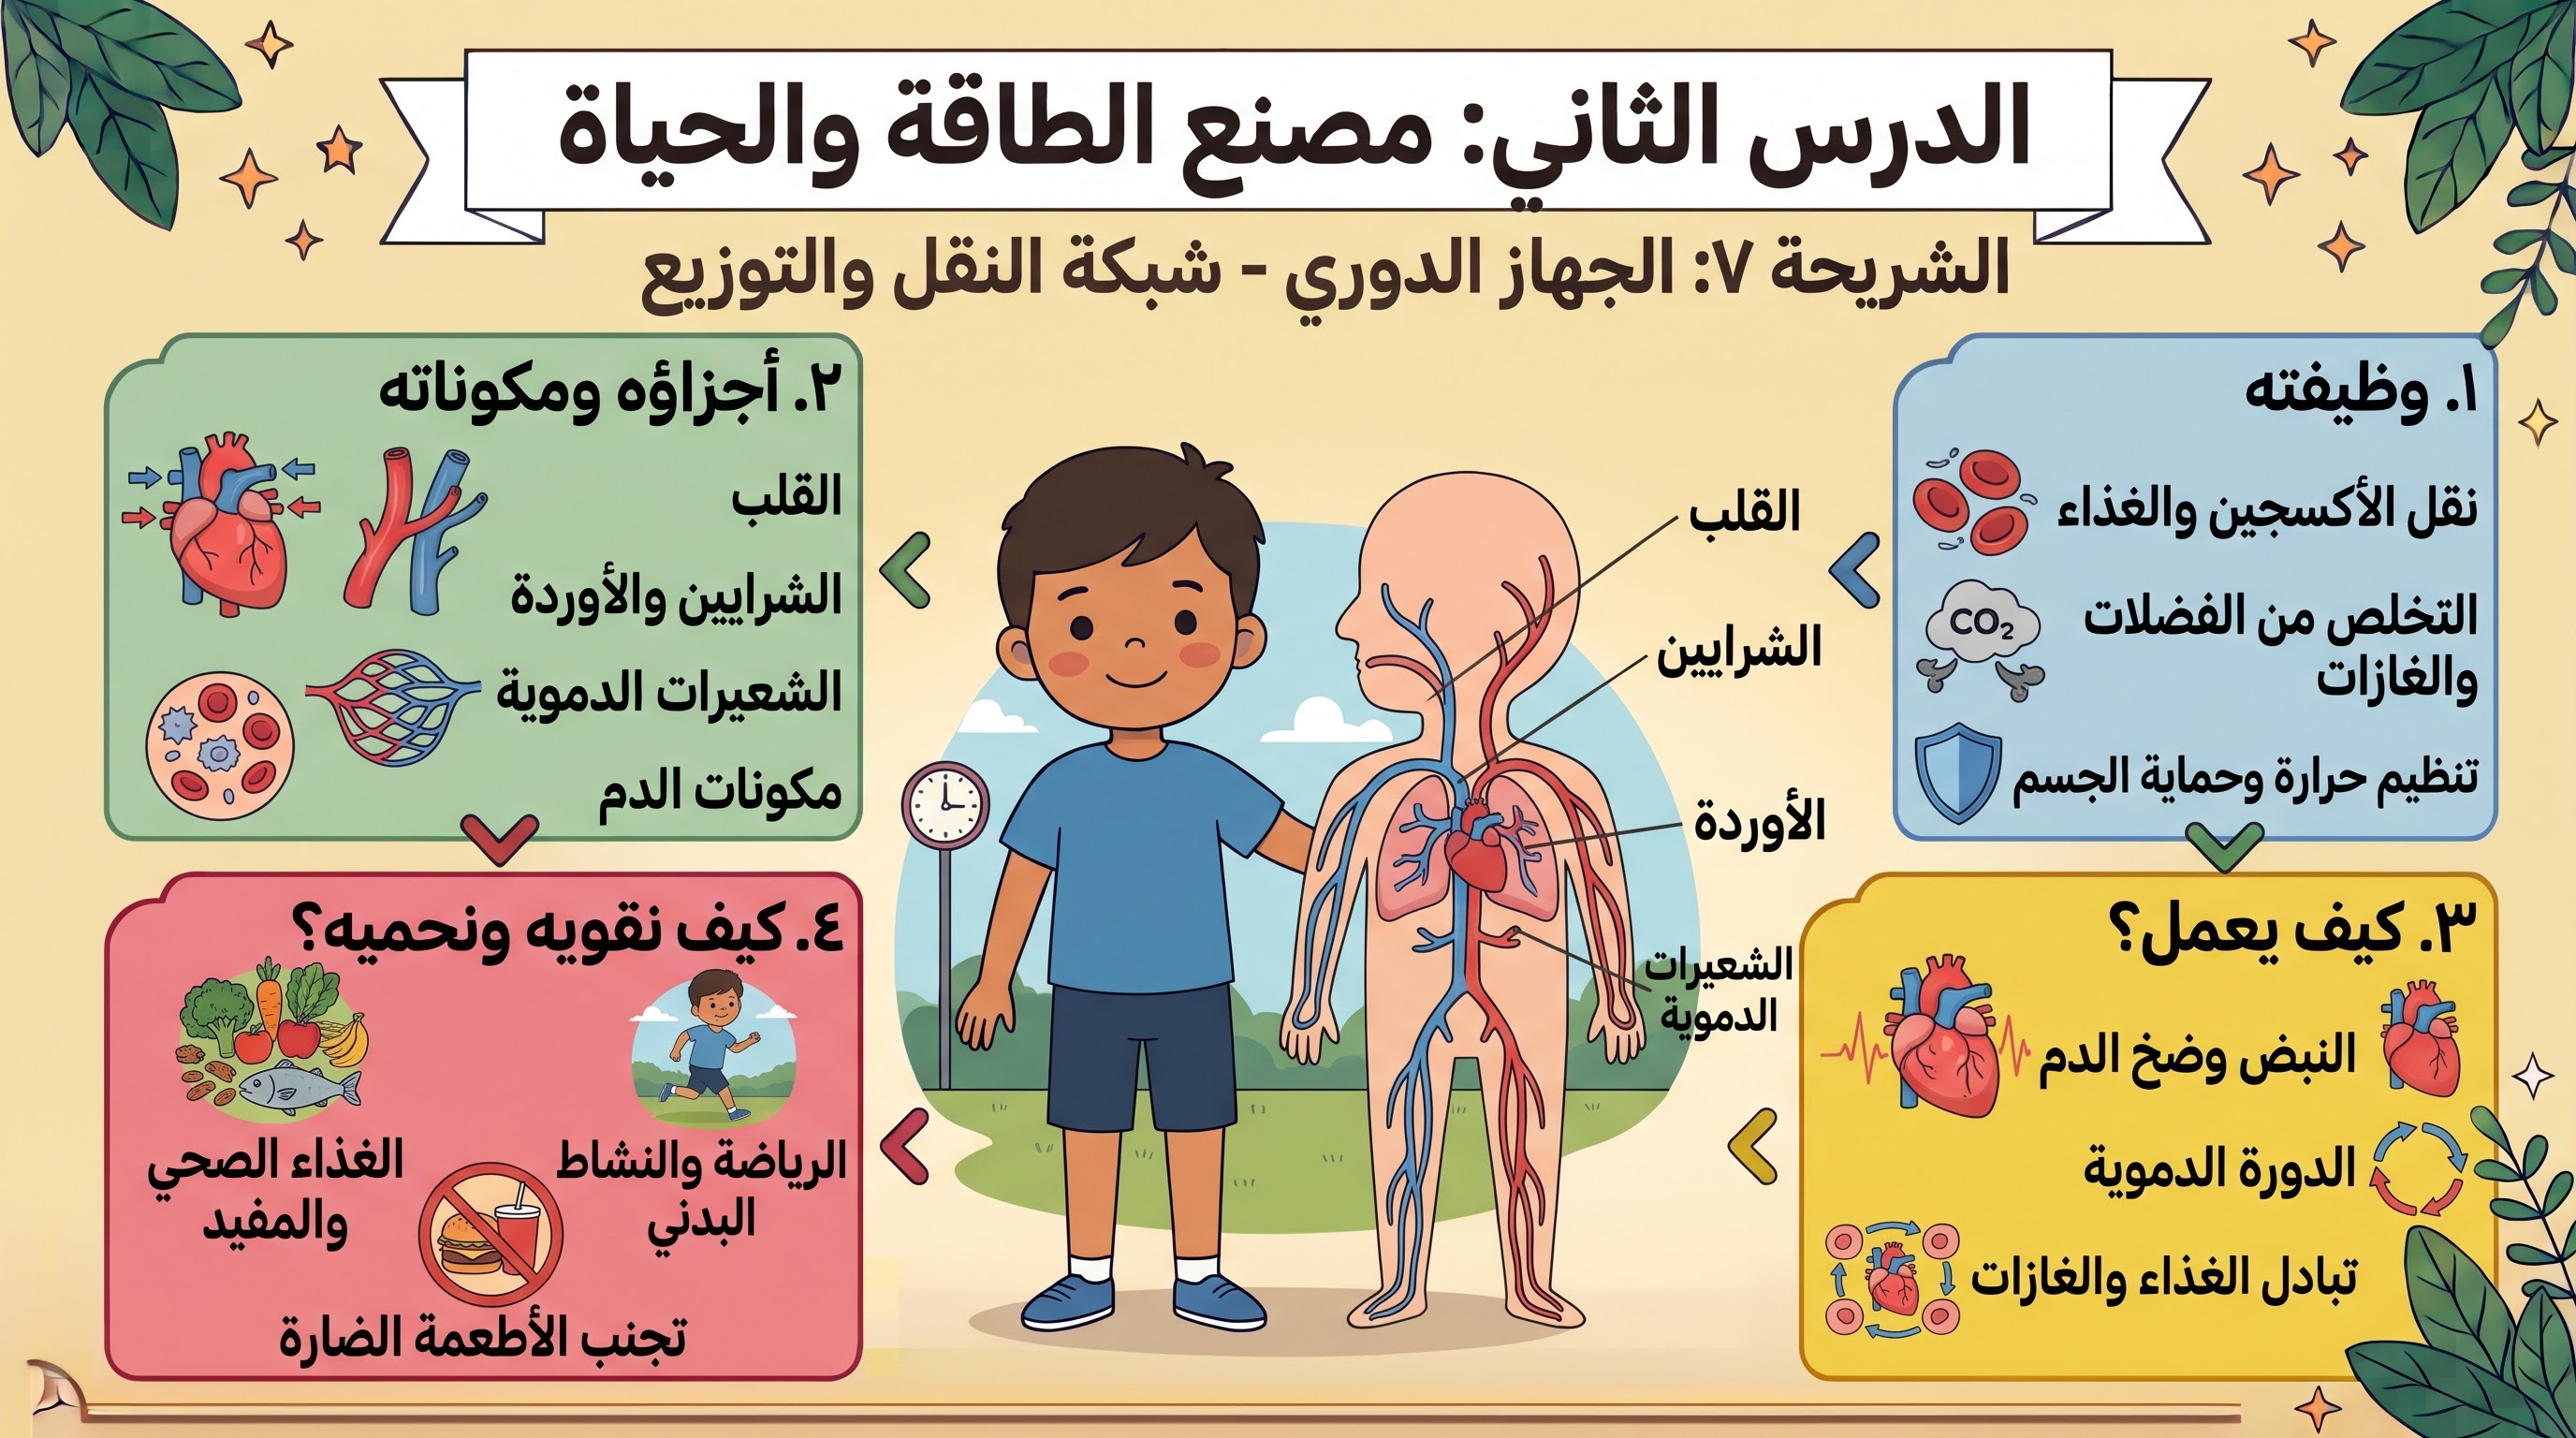 الدرس الثاني: مصنع الطاقة والحياة
الشريحة ٧: الجهاز الدوري - شبكة النقل والتوزيع
١. وظيفته
نقل الأكسجين والغذاء
CO₂
التخلص من الفضلات
والغازات
تنظيم حرارة وحماية الجسم
٢. أجزاؤه ومكوناته
القلب
الشرايين والأوردة
الشعيرات الدموية
مكونات الدم
القلب
الشرايين
الأوردة
الشعيرات
الدموية
٣. كيف يعمل؟
النبض وضخ الدم
الدورة الدموية
تبادل الغذاء والغازات
٤. كيف نقويه ونحميه؟
الرياضة والنشاط
البدني
الغذاء الصحي
والمفيد
تجنب الأطعمة الضارة